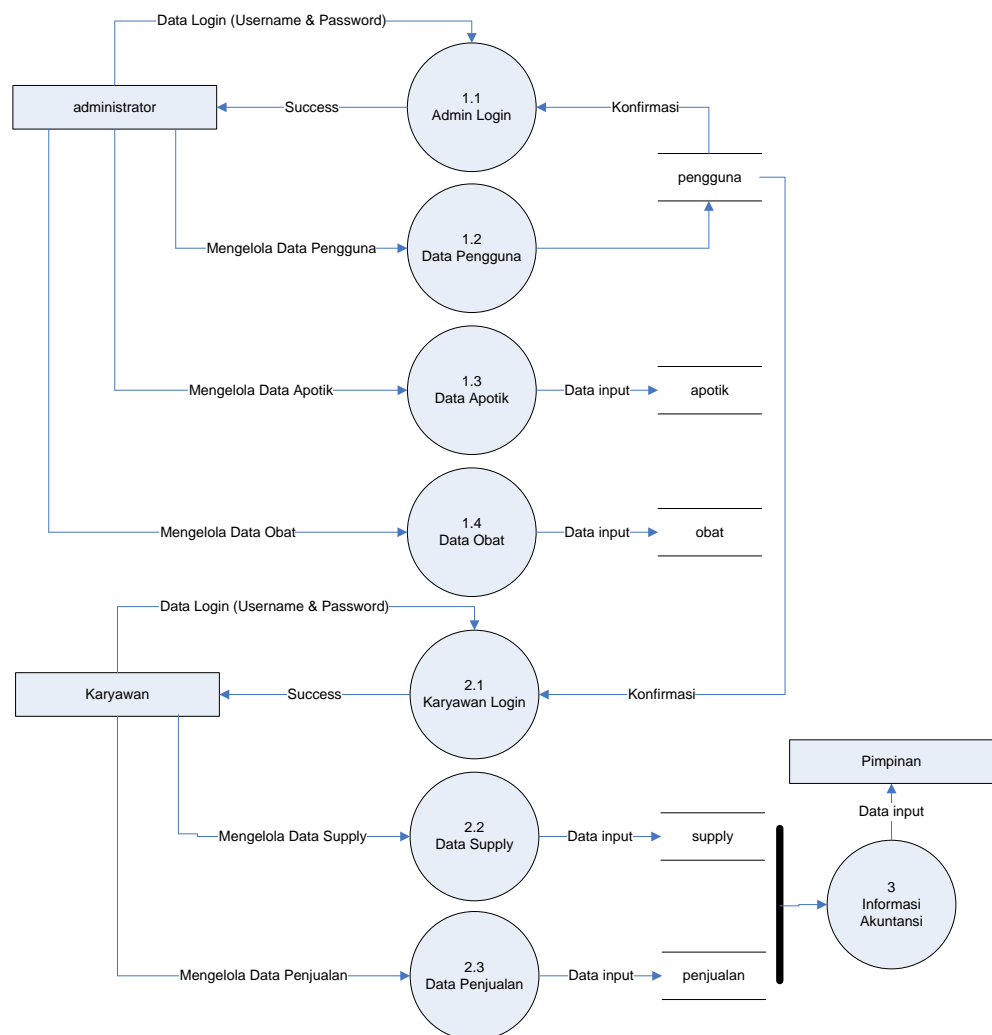 Data Login (Username & Password)
administrator
Success
1.1
Admin Login
Konfirmasi
pengguna
Mengelola Data Pengguna
1.2
Data Pengguna
Mengelola Data Apotik
1.3
Data Apotik
Data input
apotik
Mengelola Data Obat
1.4
Data Obat
Data input
obat
Data Login (Username & Password)
Karyawan
Success
2.1
Karyawan Login
Konfirmasi
Pimpinan
Data input
Mengelola Data Supply
2.2
Data Supply
Data input
supply
3
Informasi
Akuntansi
Mengelola Data Penjualan
2.3
Data Penjualan
Data input
penjualan